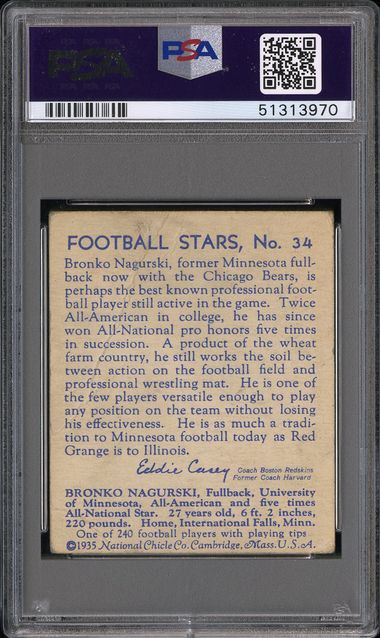 PSA
PSA
51313970
FOOTBALL STARS, No. 34
Bronko Nagurski, former Minnesota full-
back now with the Chicago Bears, is
perhaps the best known professional foot-
ball player still active in the game. Twice
All-American in college, he has since
won All-National pro honors five times
in succession. A product of the wheat
farm country, he still works the soil be-
tween action on the football field and
professional wrestling mat. He is one of
the few players versatile enough to play
any position on the team without losing
his effectiveness. He is as much a tradi-
tion to Minnesota football today as Red
Grange is to Illinois.
Eddie Casey Coach Boston Redskins
Former Coach Harvard
BRONKO NAGURSKI, Fullback, University
of Minnesota, All-American and five times
All-National Star. 27 years old, 6 ft. 2 inches,
220 pounds. Home, International Falls, Minn.
One of 240 football players with playing tips
©1935 National Chicle Co. Cambridge, Mass. U.S.A.